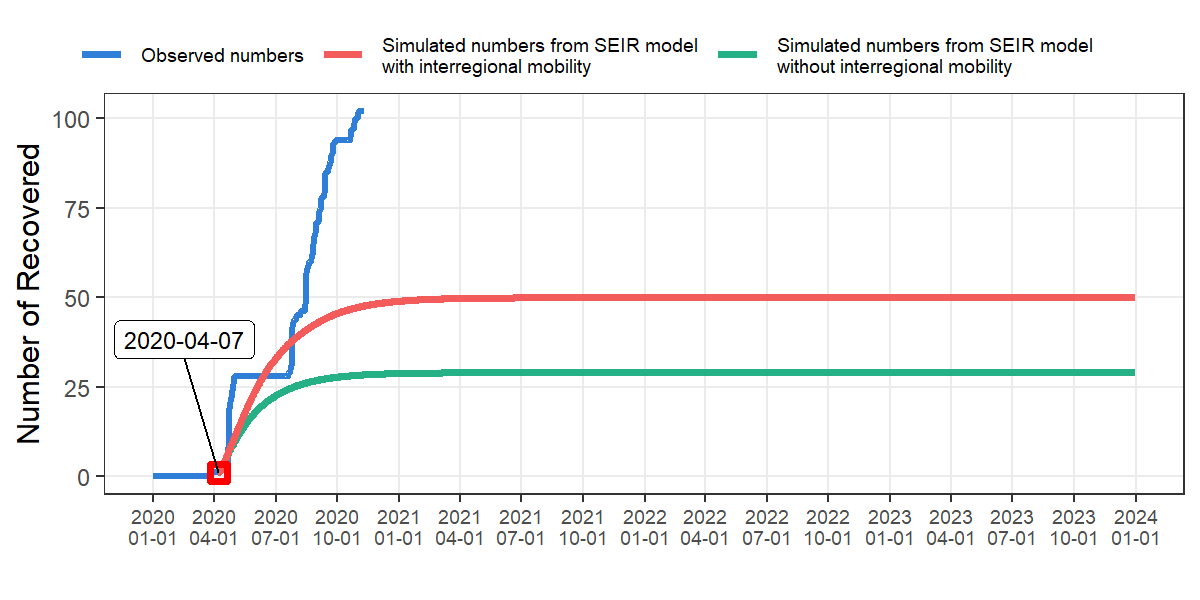 Observed numbers
Simulated numbers from SEIR model
with interregional mobility
Simulated numbers from SEIR model
without interregional mobility
Number of Recovered
100
75
50
25
0
2020-04-07
2020 2020 2020 2020 2021 2021 2021 2021 2022 2022 2022 2022 2023 2023 2023 2023 2024
01-01 04-01 07-01 10-01 01-01 04-01 07-01 10-01 01-01 04-01 07-01 10-01 01-01 04-01 07-01 10-01 01-01